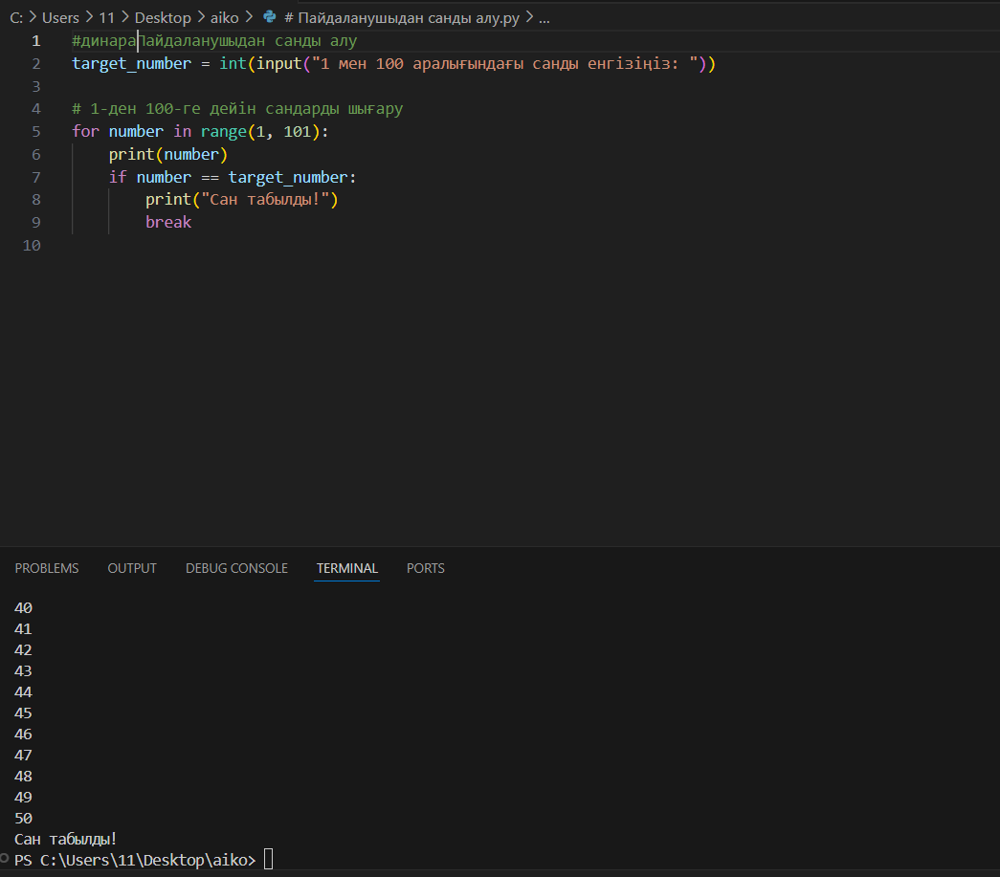 C: > Users > 11 > Desktop > aiko > # Пайдаланушыдан санды алу.py > ...
1 #динараПайдаланушыдан санды алу
2 target_number = int(input("1 мен 100 аралығындағы санды енгізіңіз: "))
3
4 # 1-ден 100-ге дейін сандарды шығару
5 for number in range(1, 101):
6 print(number)
7 if number == target_number:
8 print("Сан табылды!")
9 break
10
PROBLEMS OUTPUT DEBUG CONSOLE TERMINAL PORTS
40
41
42
43
44
45
46
47
48
49
50
Сан табылды!
PS C:\Users\11\Desktop\aiko>